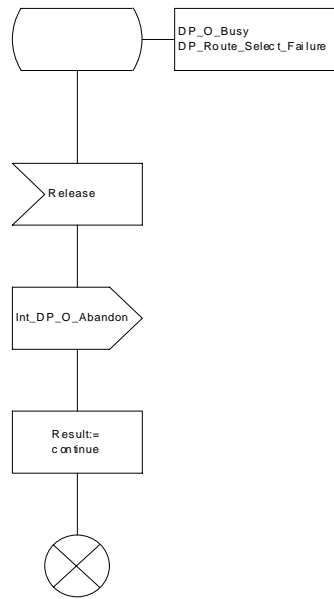 DP_O_Busy
DP_Route_Select_Failure
Release
Int_DP_O_Abandon
Result:=
continue